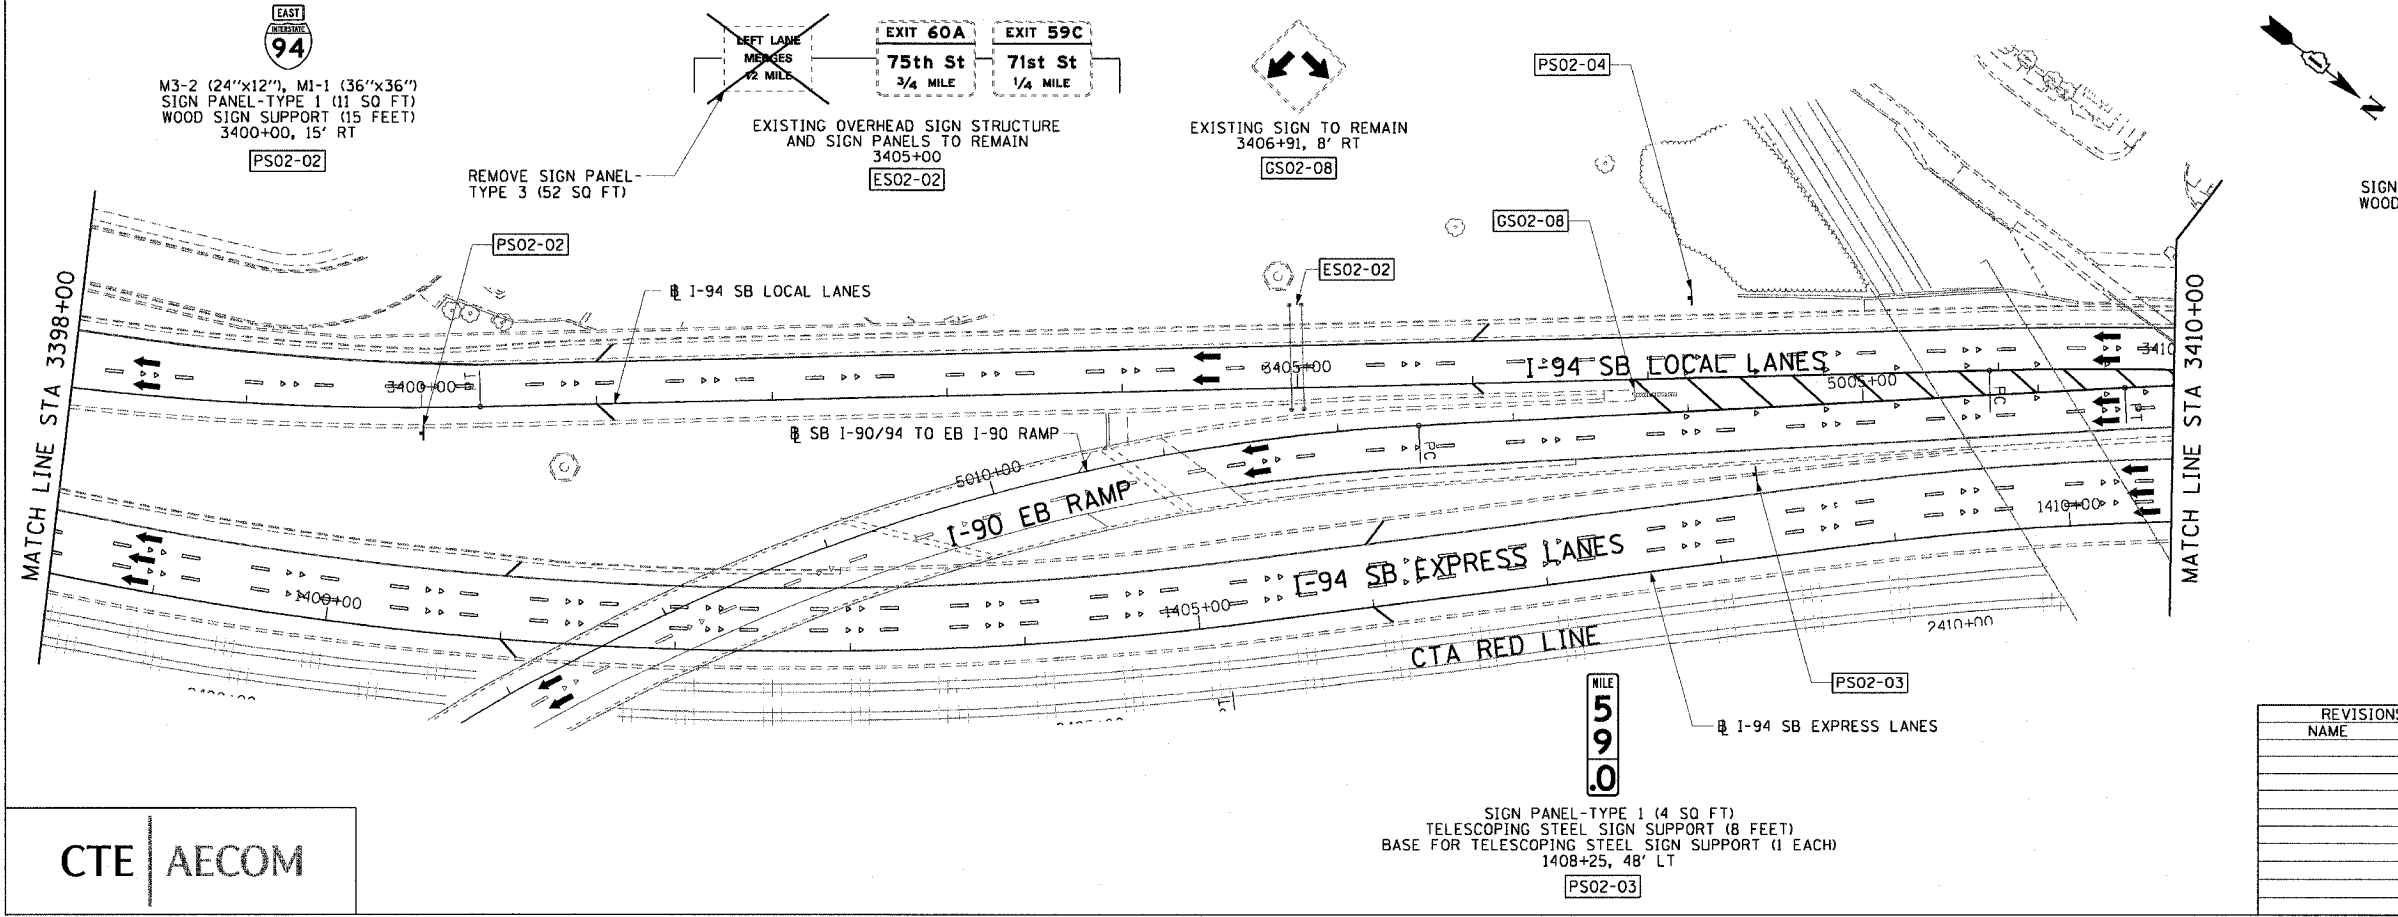 EAST
INTERSTATE
94
M3-2 (24"x12"), M1-1 (36"x36")
SIGN PANEL-TYPE 1 (11 SQ FT)
WOOD SIGN SUPPORT (15 FEET)
3400+00, 15' RT
PS02-02
LEFT LANE
MERGES
1/2 MILE
EXIT 60A
75th St
3/4 MILE
EXIT 59C
71st St
1/4 MILE
EXISTING OVERHEAD SIGN STRUCTURE
AND SIGN PANELS TO REMAIN
3405+00
ES02-02
REMOVE SIGN PANEL-
TYPE 3 (52 SQ FT)
EXISTING SIGN TO REMAIN
3406+91, 8' RT
GS02-08
PS02-04
N
SIGN
WOOD
PS02-02
GS02-08
ES02-02
I-94 SB LOCAL LANES
MATCH LINE STA 3398+00
MATCH LINE STA 3410+00
3400+00
PT
3405+00
I-94 SB LOCAL LANES
3410
5005+00
PC
PT
SB I-90/94 TO EB I-90 RAMP
PC
5010+00
I-90 EB RAMP
1410+00
I-94 SB EXPRESS LANES
1400+00
1405+00
2410+00
CTA RED LINE
PS02-03
I-94 SB EXPRESS LANES
MILE
5
9
.0
SIGN PANEL-TYPE 1 (4 SQ FT)
TELESCOPING STEEL SIGN SUPPORT (8 FEET)
BASE FOR TELESCOPING STEEL SIGN SUPPORT (1 EACH)
1408+25, 48' LT
PS02-03
REVISIONS
NAME
CTE AECOM